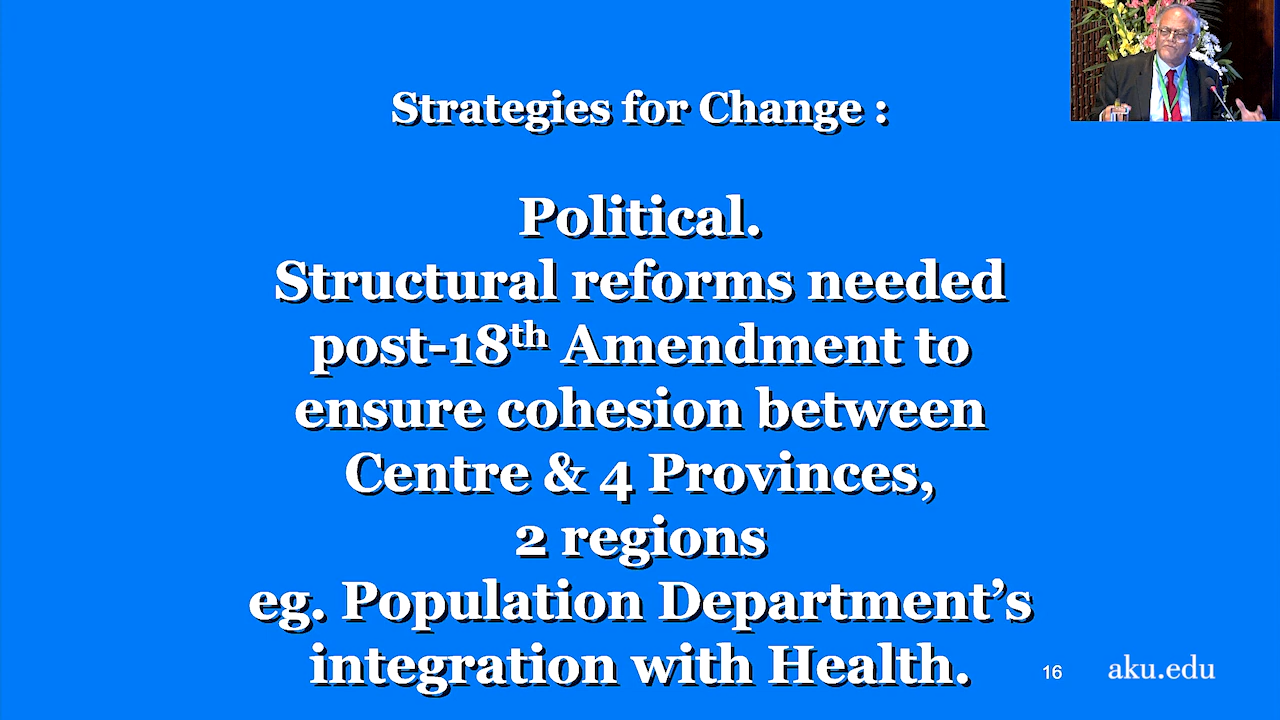 Strategies for Change :
Political.
Structural reforms needed
post-18th Amendment to
ensure cohesion between
Centre & 4 Provinces,
2 regions
eg. Population Department’s
integration with Health.
16
aku.edu